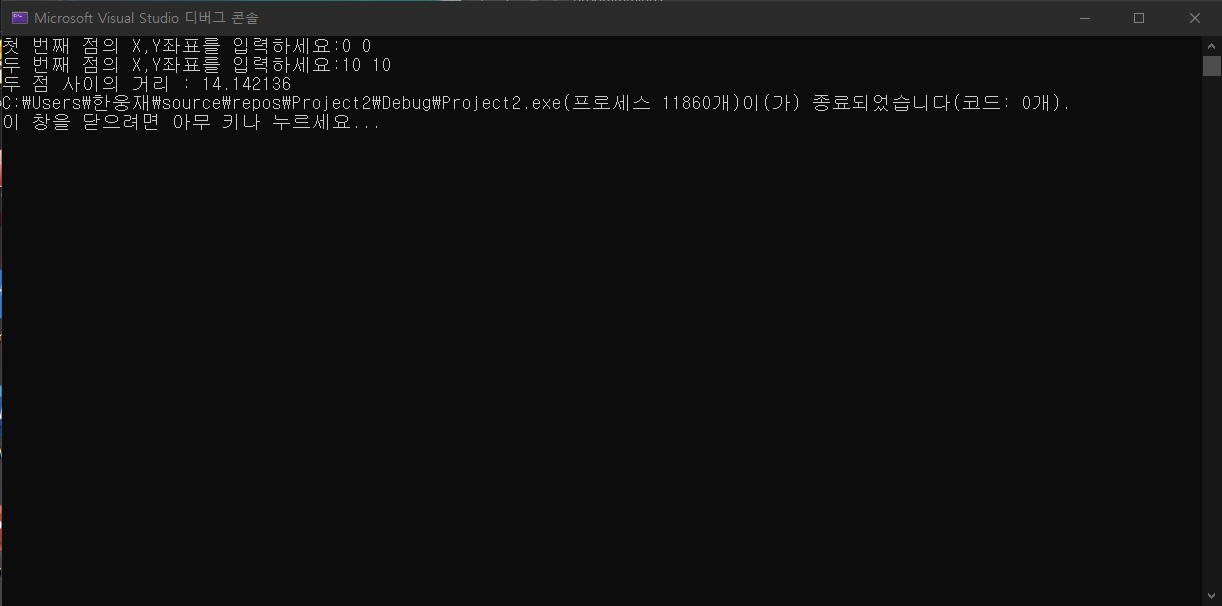 Microsoft Visual Studio 디버그 콘솔
첫 번째 점의 X,Y좌표를 입력하세요:0 0
두 번째 점의 X,Y좌표를 입력하세요:10 10
두 점 사이의 거리 : 14.142136
C:₩Users₩한웅재₩source₩repos₩Project2₩Debug₩Project2.exe(프로세스 11860개)이(가) 종료되었습니다(코드: 0개).
이 창을 닫으려면 아무 키나 누르세요...